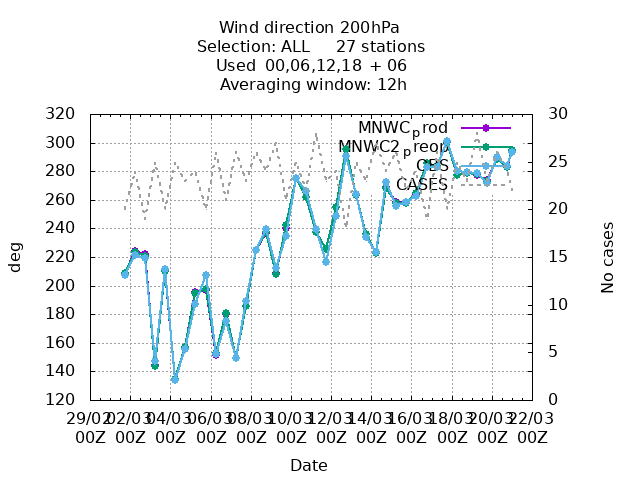 Wind direction 200hPa
Selection: ALL 27 stations
Used 00,06,12,18 + 06
Averaging window: 12h
320
300
280
260
240
220
200
180
160
140
120
30
25
20
15
10
5
0
MNWCprod
MNWC2preop
OBS
CASES
deg
No cases
29/02 02/03 04/03 06/03 08/03 10/03 12/03 14/03 16/03 18/03 20/03 22/03
00Z 00Z 00Z 00Z 00Z 00Z 00Z 00Z 00Z 00Z 00Z 00Z
Date